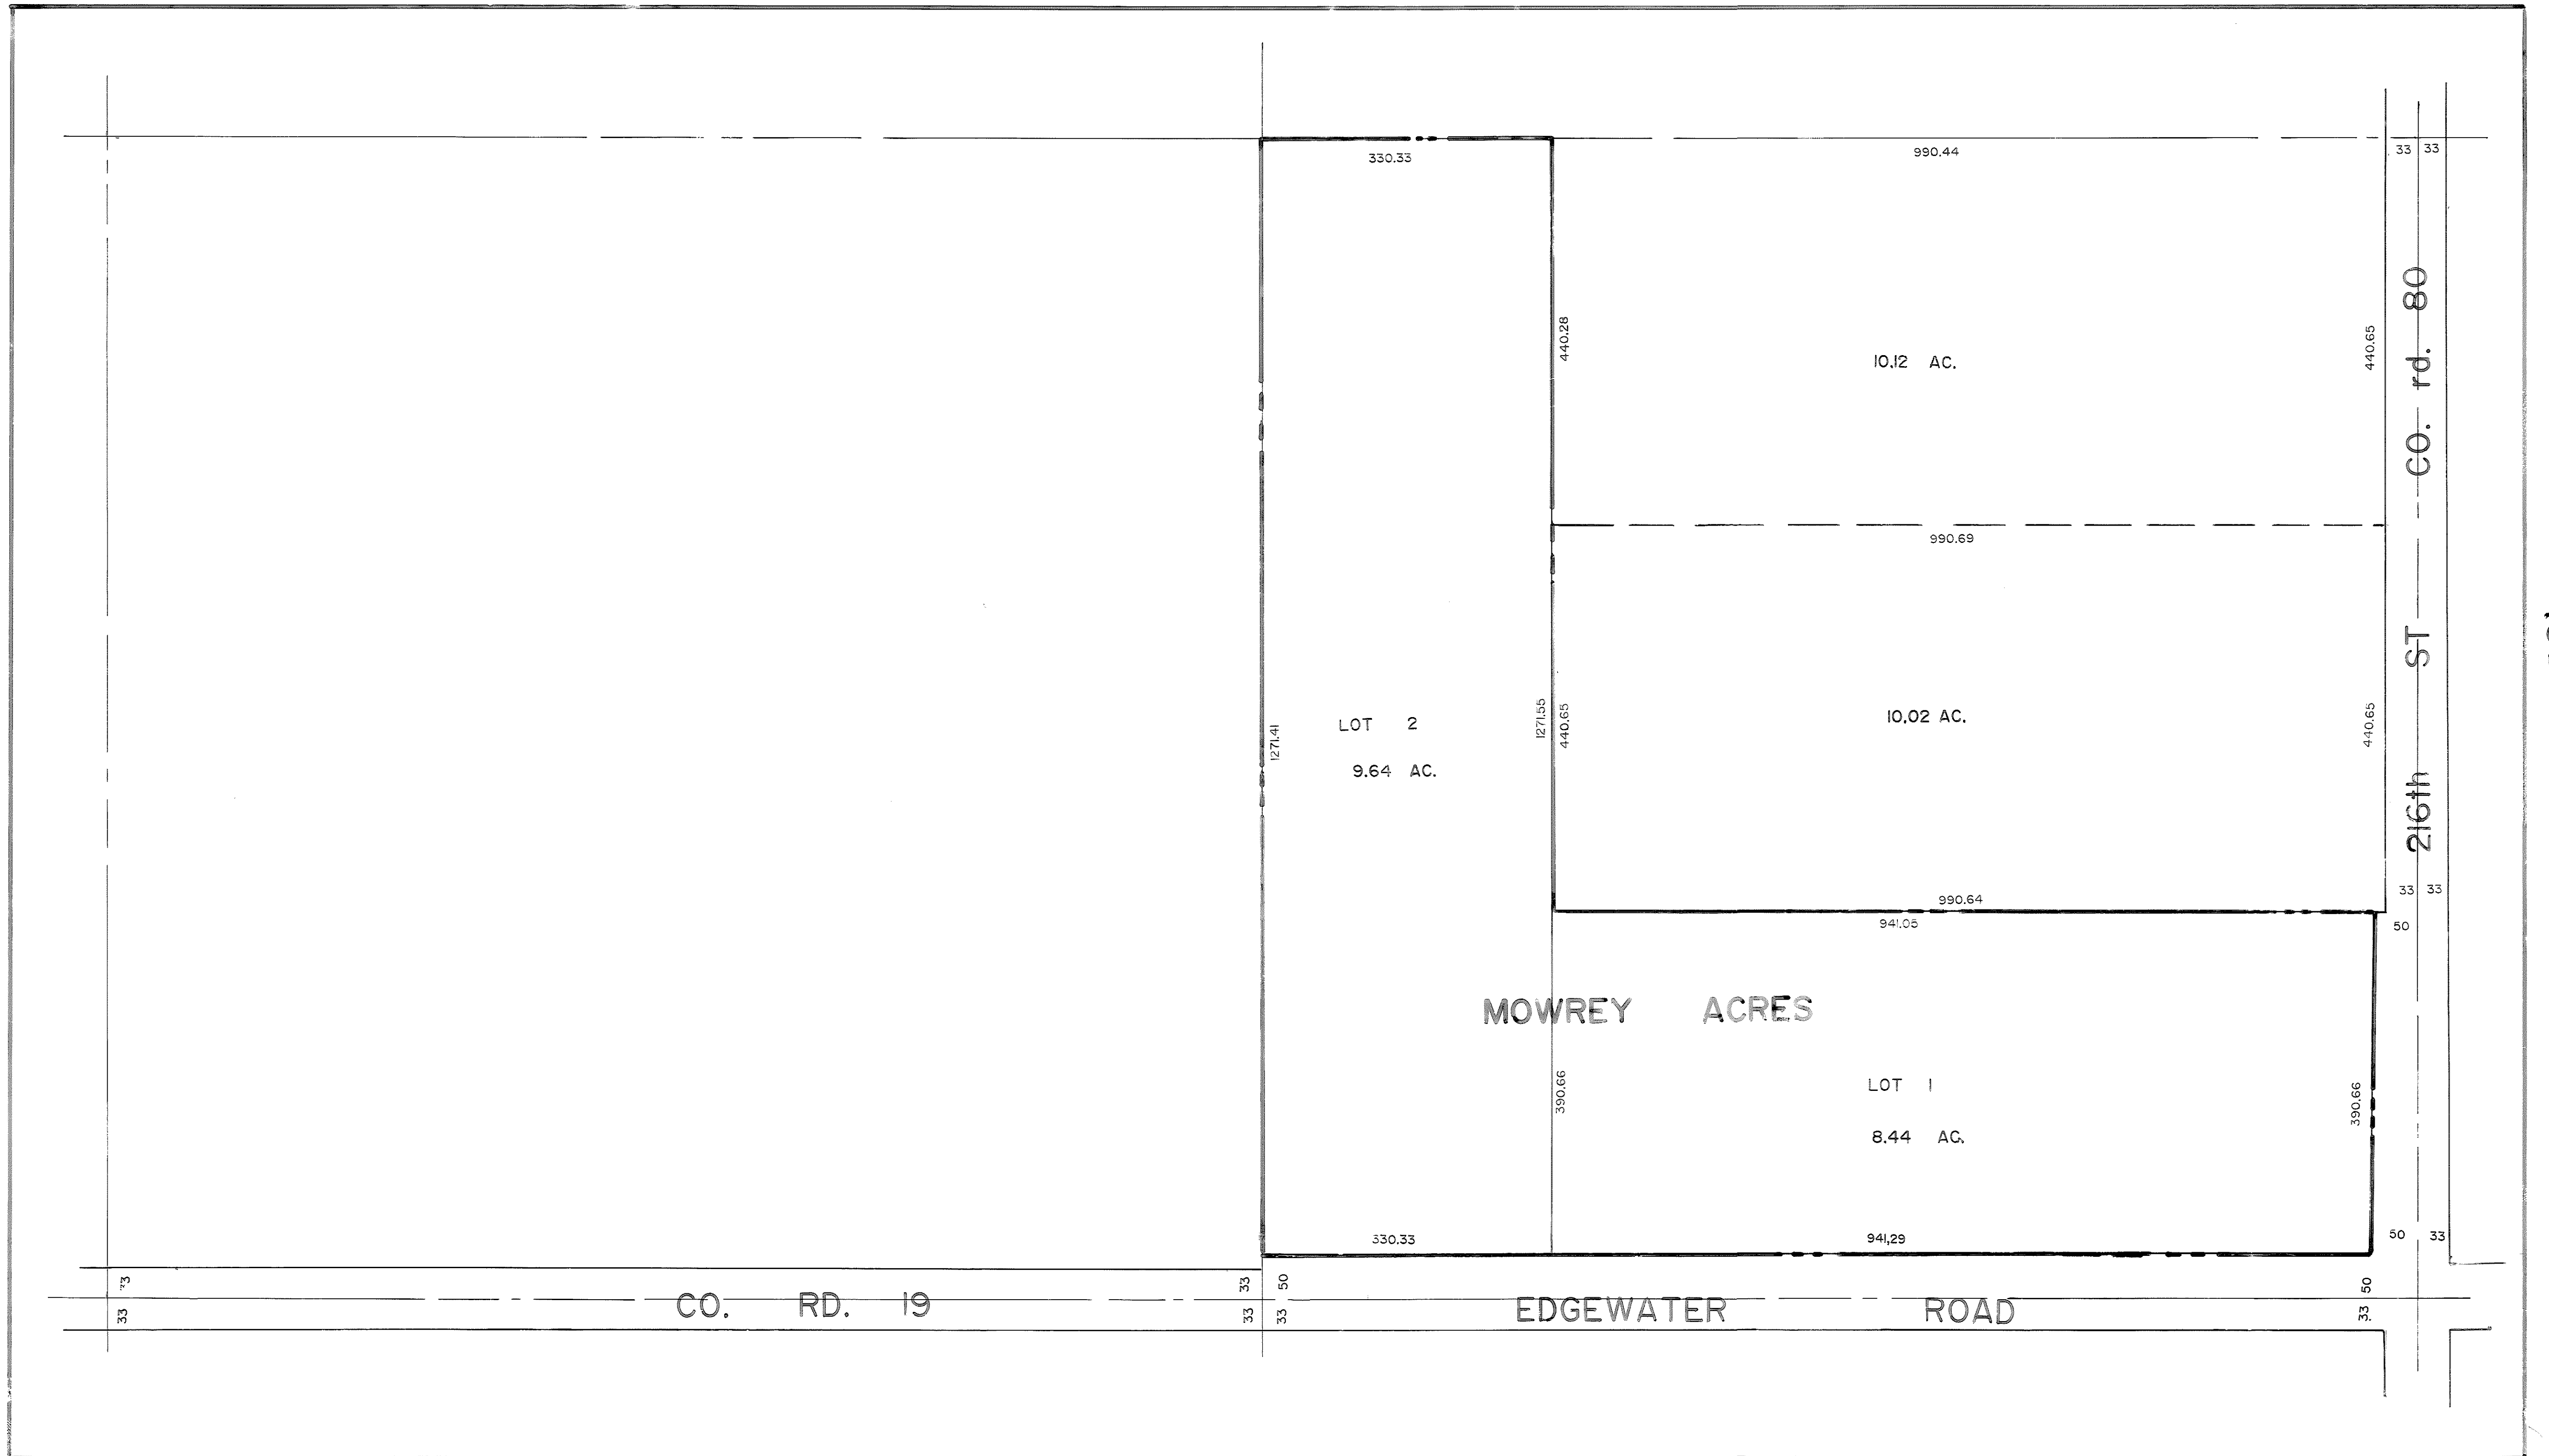 330.33
990.44
33 33
440.28
10.12 AC.
440.65
CO. rd. 80
990.69
LOT 2
9.64 AC.
1271.41
1271.55
440.65
10.02 AC.
440.65
216th ST
33 33
990.64
941.05
50
MOWREY ACRES
390.66
LOT 1
8.44 AC.
390.66
330.33
941.29
50 33
33
33
33
50
33
33
50
33
CO. RD. 19
EDGEWATER ROAD